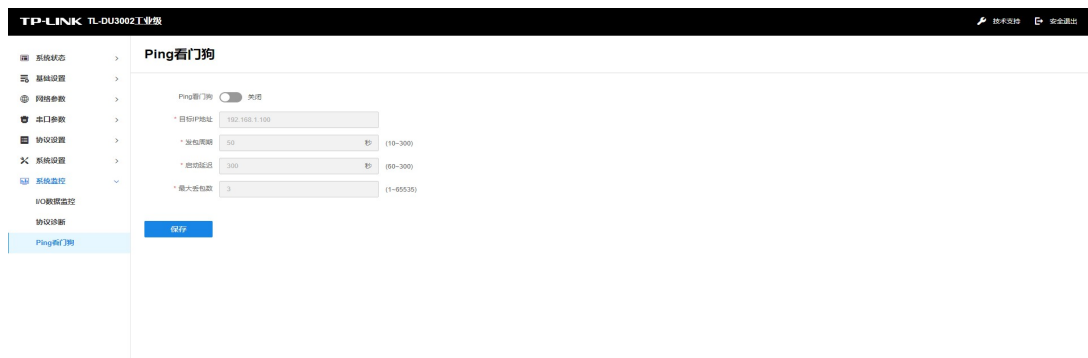 TP-LINK TL-DU3002工业级
技术支持 安全退出
系统状态
基础设置
网络参数
串口参数
协议设置
系统设置
系统监控
I/O数据监控
协议诊断
Ping看门狗
Ping看门狗
Ping看门狗 关闭
* 目标IP地址 192.168.1.100
* 发包周期 50 秒 (10-300)
* 启动延迟 300 秒 (60-300)
* 最大丢包数 3 (1-65535)
保存